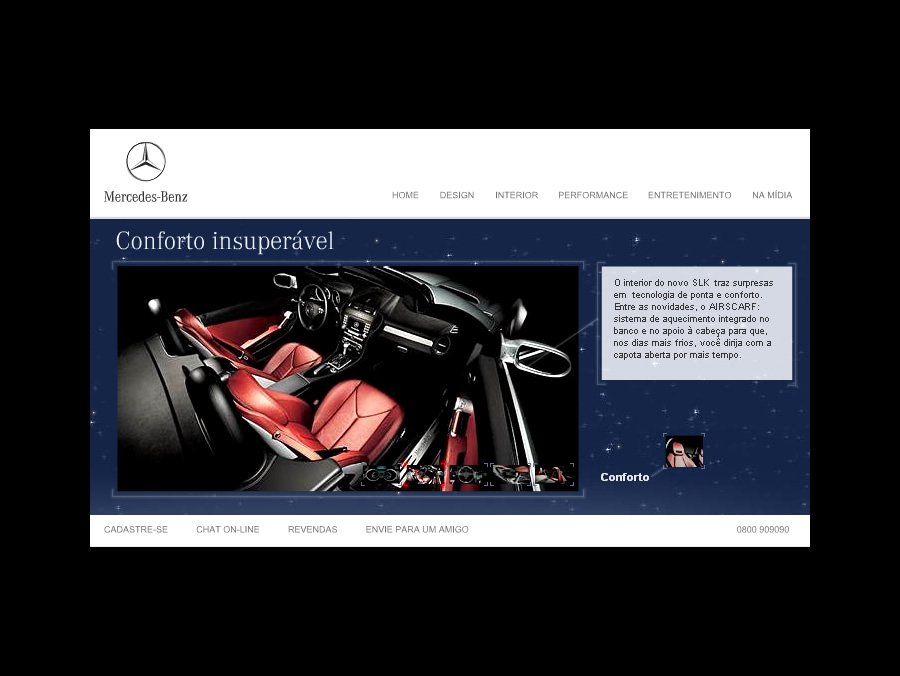 Mercedes-Benz
HOME DESIGN INTERIOR PERFORMANCE ENTRETENIMENTO NA MÍDIA
Conforto insuperável
O interior do novo SLK traz surpresas
em tecnologia de ponta e conforto.
Entre as novidades, o AIRSCARF:
sistema de aquecimento integrado no
banco e no apoio à cabeça para que,
nos dias mais frios, você dirija com a
capota aberta por mais tempo.
Conforto
CADASTRE-SE CHAT ON-LINE REVENDAS ENVIE PARA UM AMIGO 0800 909090